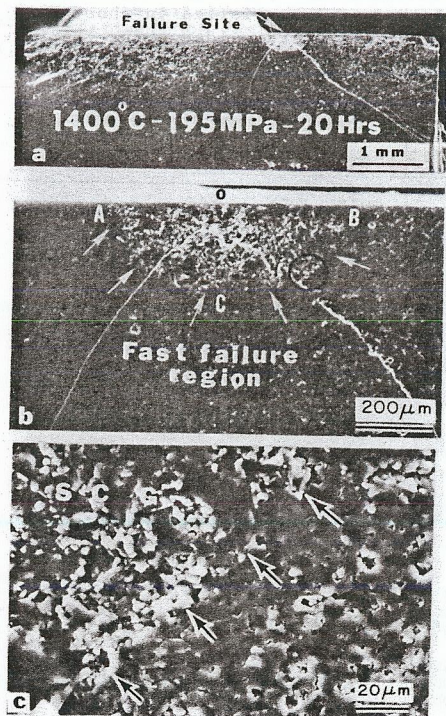 Failure Site
1400°C-195MPa-20Hrs
a
1 mm
O
A
B
C
Fast failure
region
b
200μm
S C G
c
20μm